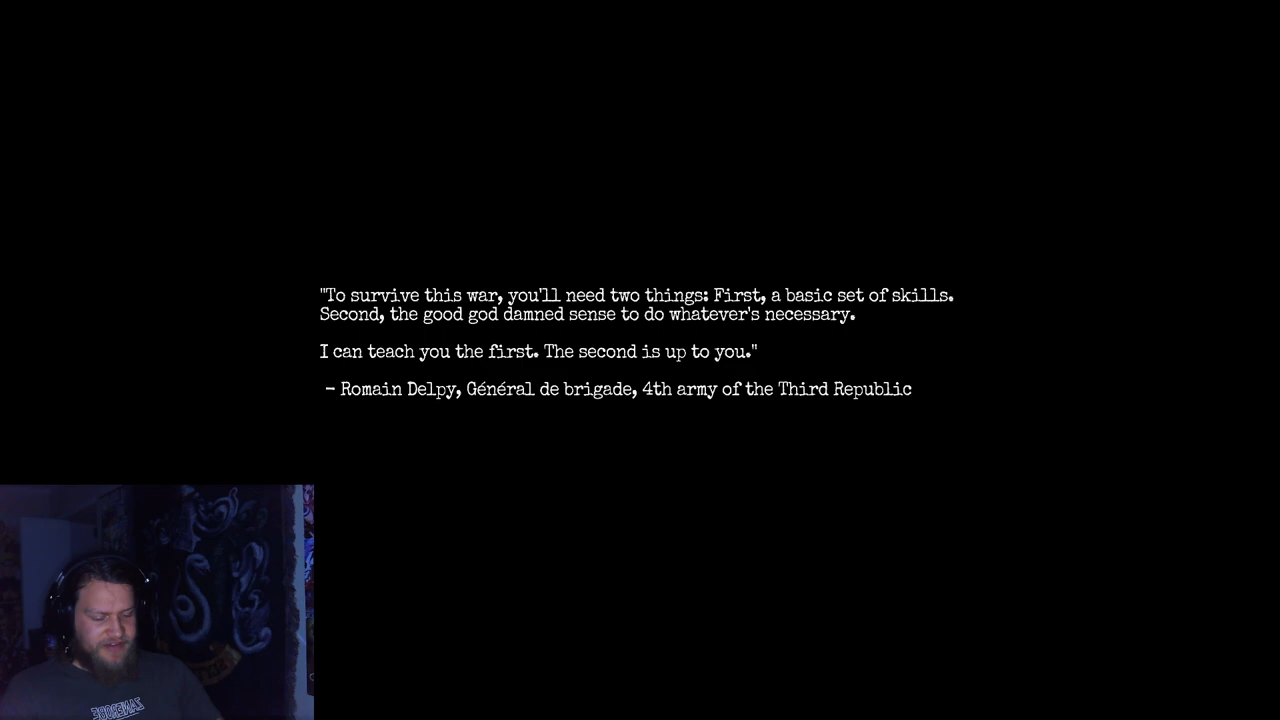 "To survive this war, you'll need two things: First, a basic set of skills.
Second, the good god damned sense to do whatever's necessary.
I can teach you the first. The second is up to you."
– Romain Delpy, Général de brigade, 4th army of the Third Republic